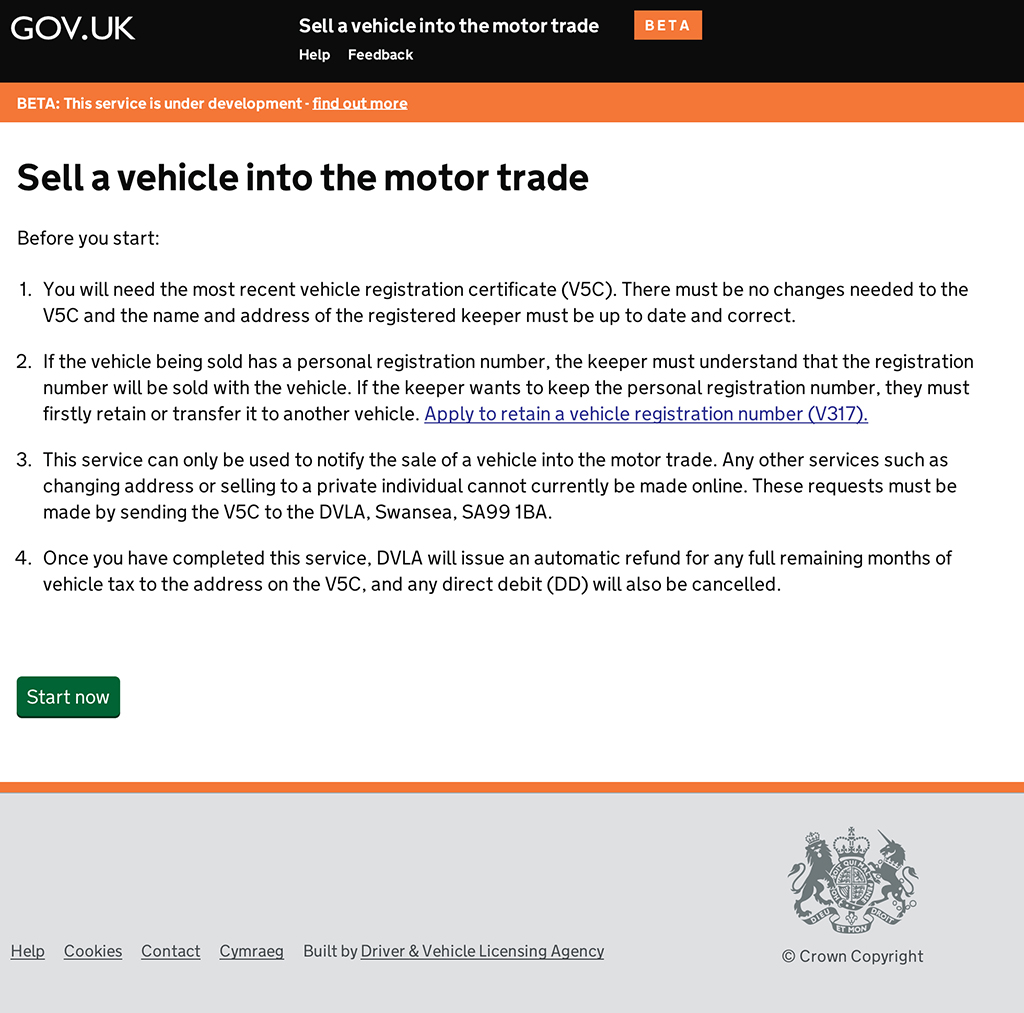 GOV.UK
Sell a vehicle into the motor trade
BETA
Help Feedback
BETA: This service is under development - find out more
Sell a vehicle into the motor trade
Before you start:
1. You will need the most recent vehicle registration certificate (V5C). There must be no changes needed to the
V5C and the name and address of the registered keeper must be up to date and correct.
2. If the vehicle being sold has a personal registration number, the keeper must understand that the registration
number will be sold with the vehicle. If the keeper wants to keep the personal registration number, they must
firstly retain or transfer it to another vehicle. Apply to retain a vehicle registration number (V317).
3. This service can only be used to notify the sale of a vehicle into the motor trade. Any other services such as
changing address or selling to a private individual cannot currently be made online. These requests must be
made by sending the V5C to the DVLA, Swansea, SA99 1BA.
4. Once you have completed this service, DVLA will issue an automatic refund for any full remaining months of
vehicle tax to the address on the V5C, and any direct debit (DD) will also be cancelled.
Start now
DIEU ET MON DROIT
Help Cookies Contact Cymraeg Built by Driver & Vehicle Licensing Agency
© Crown Copyright